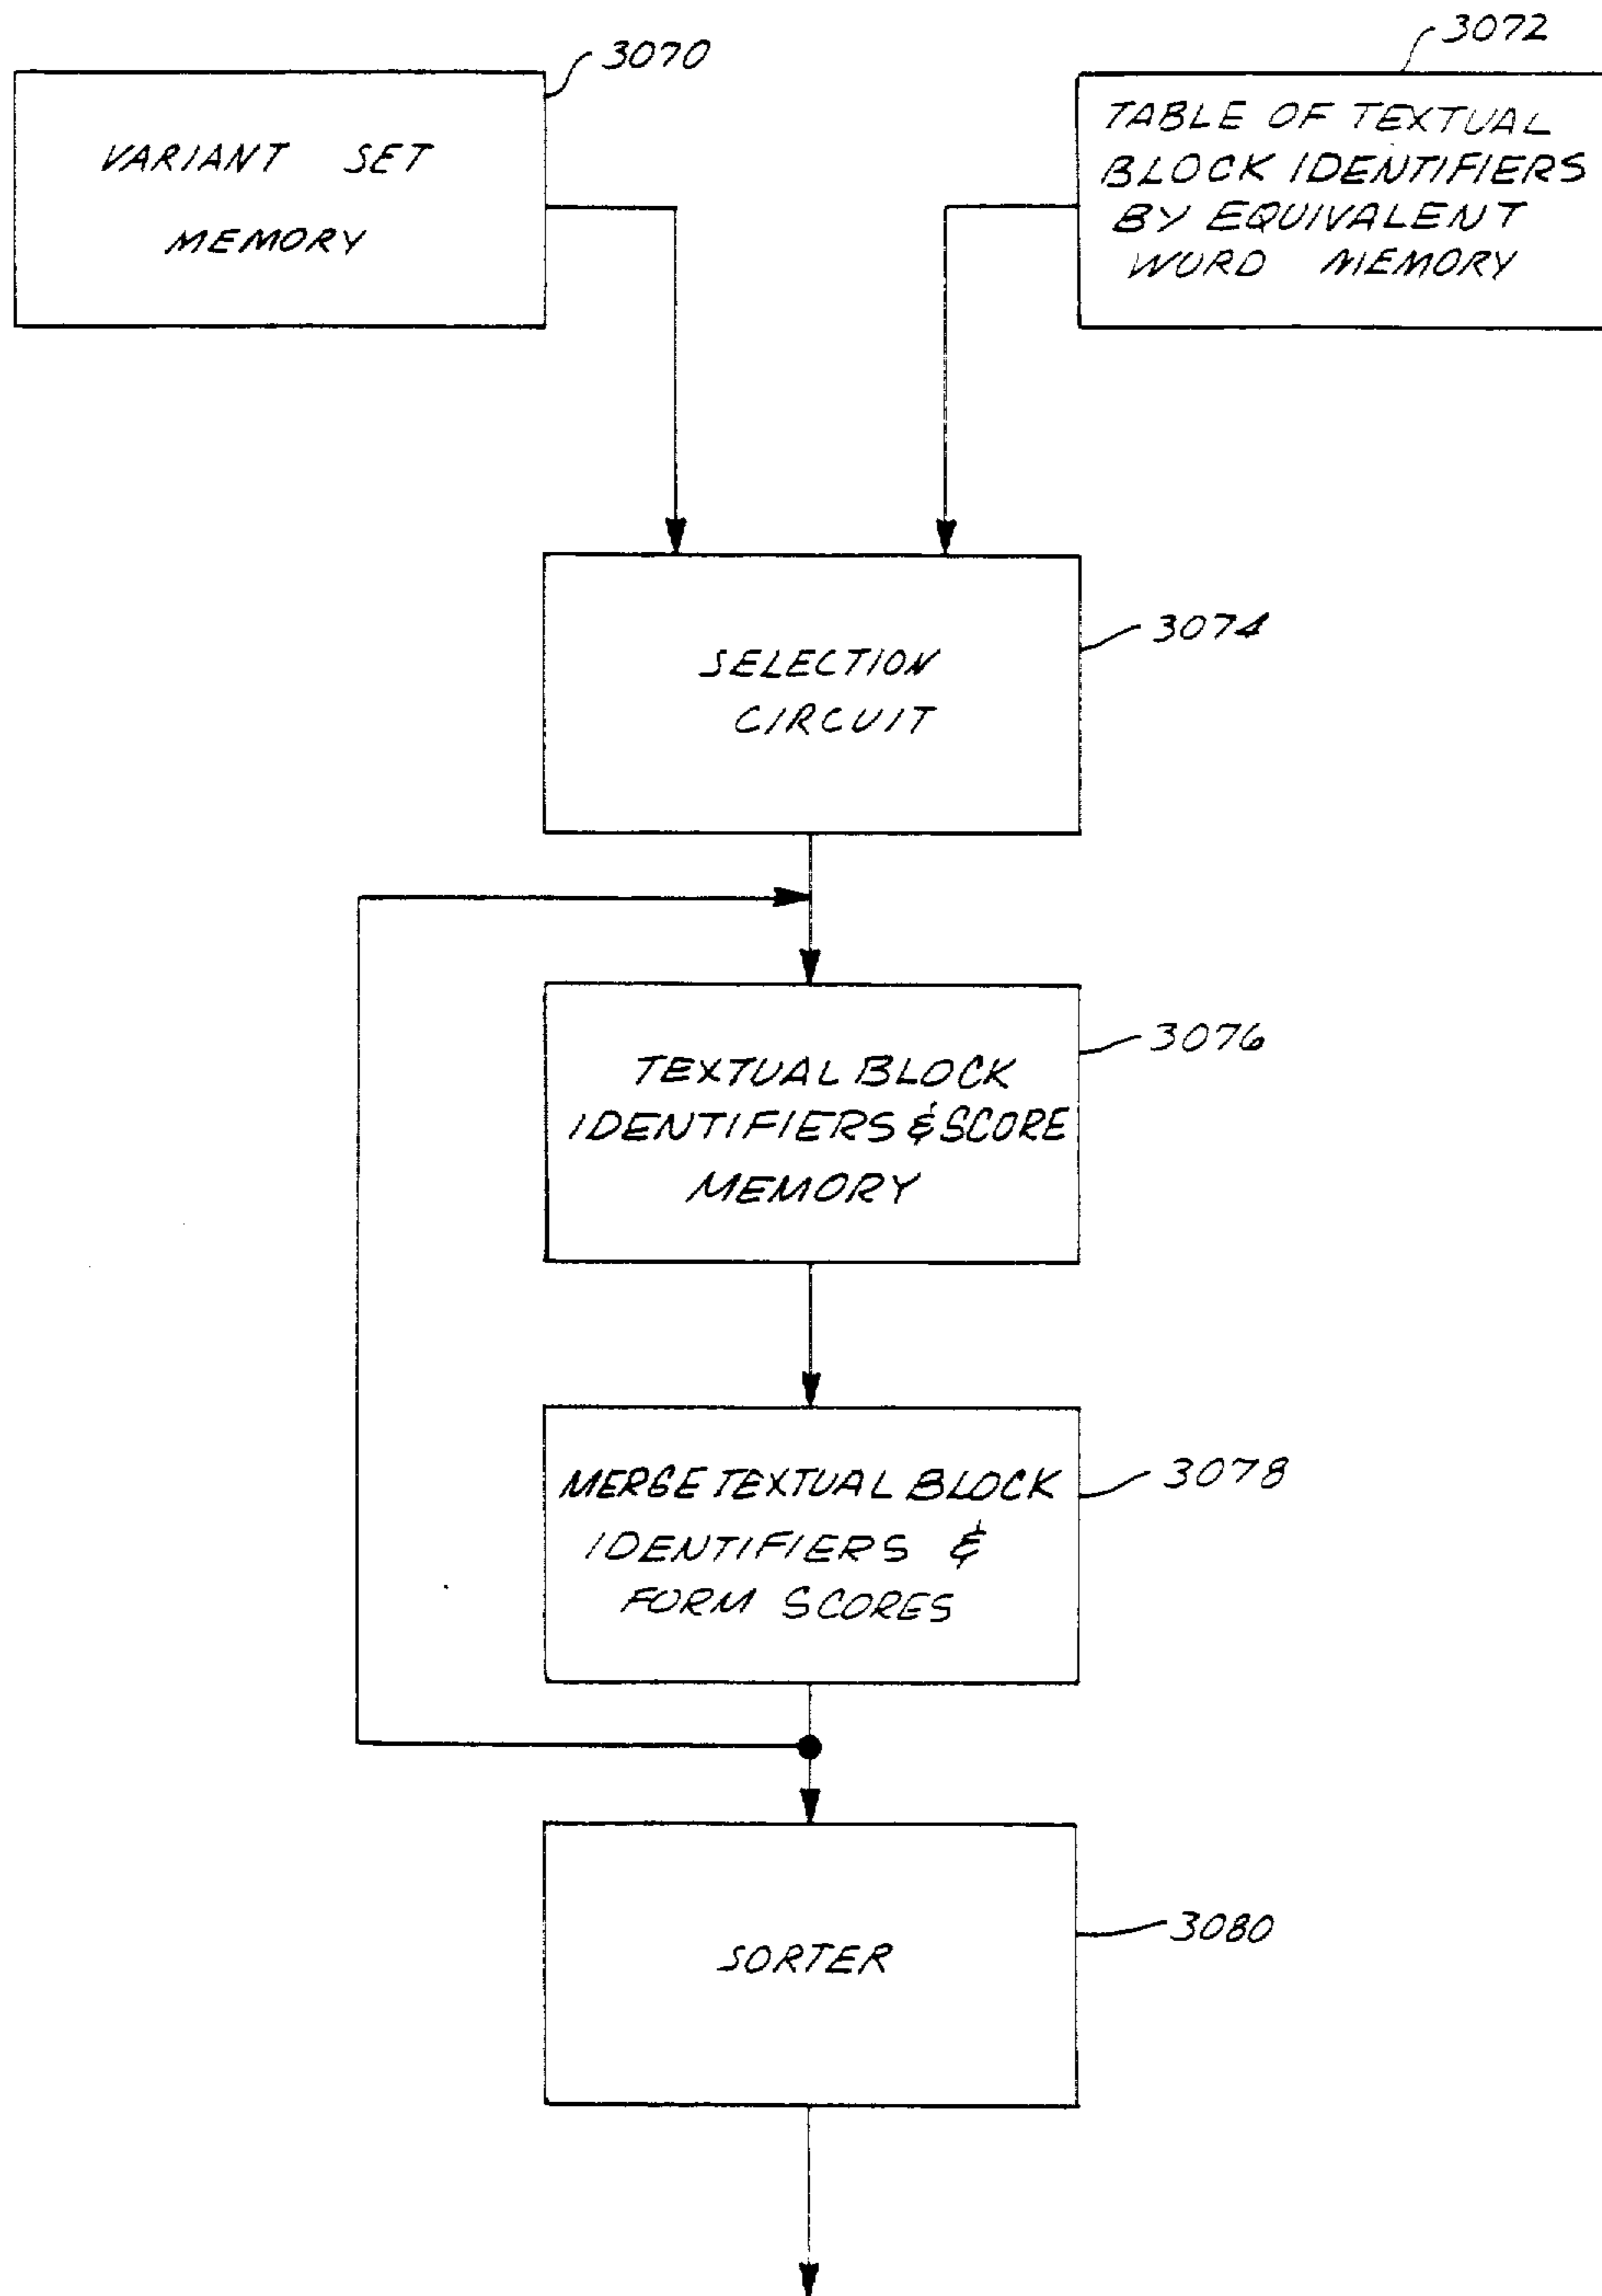 3070
VARIANT SET
MEMORY
3072
TABLE OF TEXTUAL
BLOCK IDENTIFIERS
BY EQUIVALENT
WORD MEMORY
SELECTION
CIRCUIT
3074
TEXTUAL BLOCK
IDENTIFIERS & SCORE
MEMORY
3076
MERGE TEXTUAL BLOCK
IDENTIFIERS &
FORM SCORES
3078
SORTER
3080